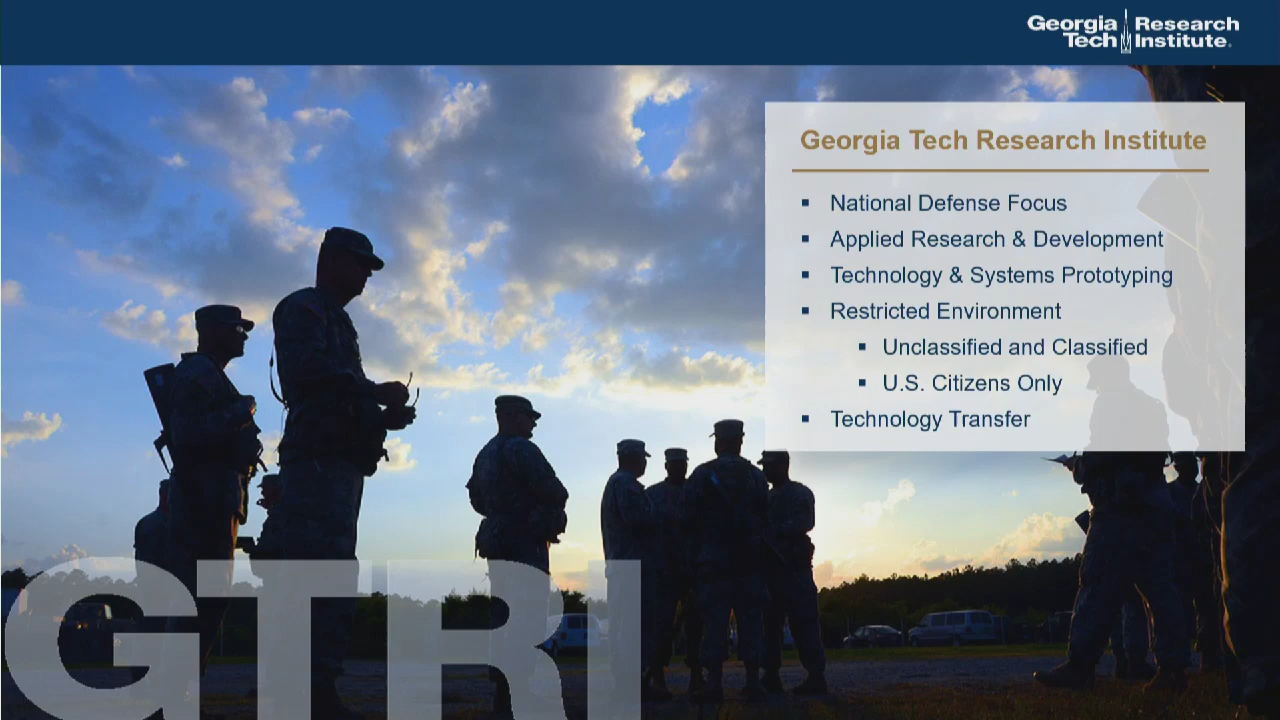 Georgia Tech Research Institute
Georgia Tech Research Institute
▪ National Defense Focus
▪ Applied Research & Development
▪ Technology & Systems Prototyping
▪ Restricted Environment
▪ Unclassified and Classified
▪ U.S. Citizens Only
▪ Technology Transfer
GTRI